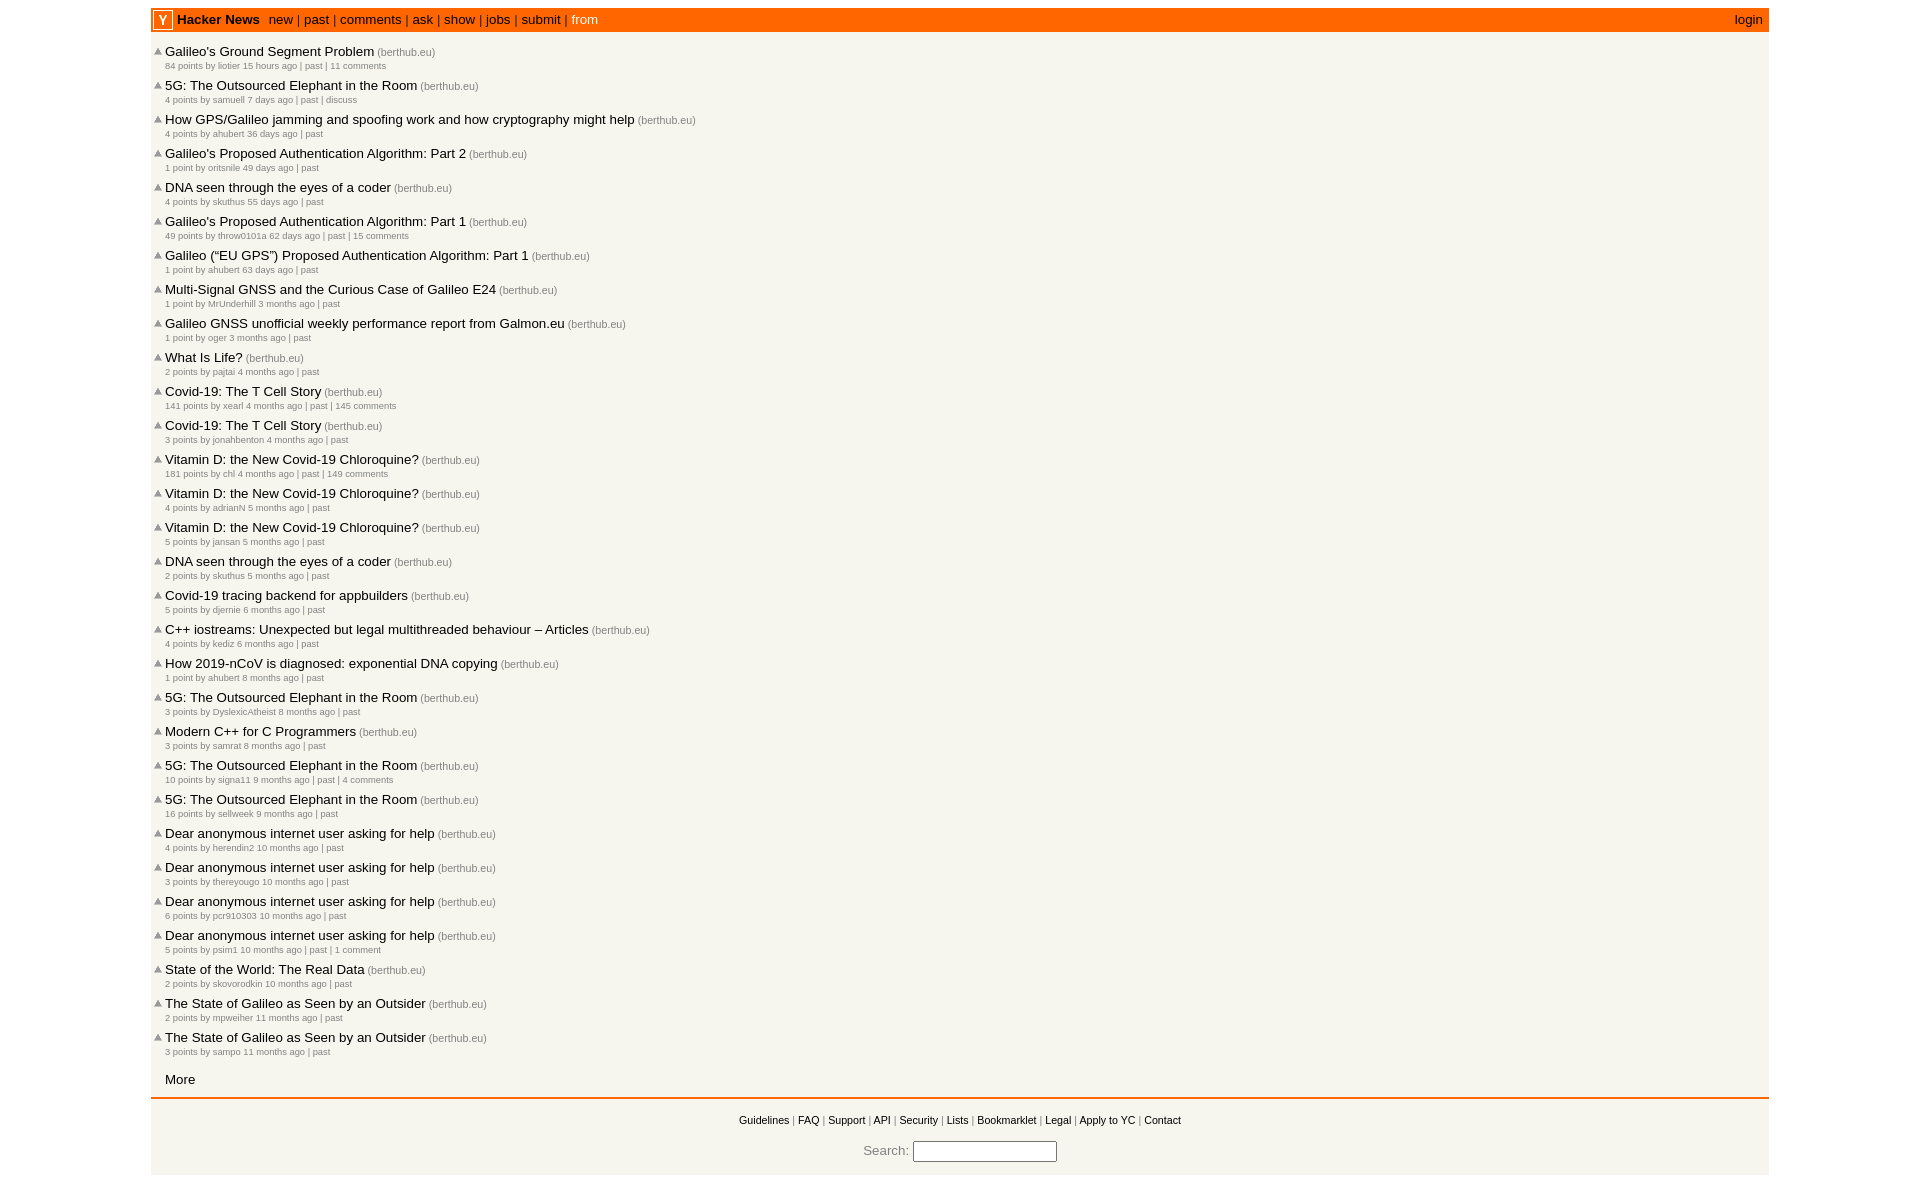 Y Hacker News new | past | comments | ask | show | jobs | submit | from login
Galileo's Ground Segment Problem (berthub.eu)
84 points by liotier 15 hours ago | past | 11 comments
5G: The Outsourced Elephant in the Room (berthub.eu)
4 points by samuell 7 days ago | past | discuss
How GPS/Galileo jamming and spoofing work and how cryptography might help (berthub.eu)
4 points by ahubert 36 days ago | past
Galileo's Proposed Authentication Algorithm: Part 2 (berthub.eu)
1 point by oritsnile 49 days ago | past
DNA seen through the eyes of a coder (berthub.eu)
4 points by skuthus 55 days ago | past
Galileo's Proposed Authentication Algorithm: Part 1 (berthub.eu)
49 points by throw0101a 62 days ago | past | 15 comments
Galileo (“EU GPS”) Proposed Authentication Algorithm: Part 1 (berthub.eu)
1 point by ahubert 63 days ago | past
Multi-Signal GNSS and the Curious Case of Galileo E24 (berthub.eu)
1 point by MrUnderhill 3 months ago | past
Galileo GNSS unofficial weekly performance report from Galmon.eu (berthub.eu)
1 point by oger 3 months ago | past
What Is Life? (berthub.eu)
2 points by pajtai 4 months ago | past
Covid-19: The T Cell Story (berthub.eu)
141 points by xearl 4 months ago | past | 145 comments
Covid-19: The T Cell Story (berthub.eu)
3 points by jonahbenton 4 months ago | past
Vitamin D: the New Covid-19 Chloroquine? (berthub.eu)
181 points by chl 4 months ago | past | 149 comments
Vitamin D: the New Covid-19 Chloroquine? (berthub.eu)
4 points by adrianN 5 months ago | past
Vitamin D: the New Covid-19 Chloroquine? (berthub.eu)
5 points by jansan 5 months ago | past
DNA seen through the eyes of a coder (berthub.eu)
2 points by skuthus 5 months ago | past
Covid-19 tracing backend for appbuilders (berthub.eu)
5 points by djernie 6 months ago | past
C++ iostreams: Unexpected but legal multithreaded behaviour – Articles (berthub.eu)
4 points by kediz 6 months ago | past
How 2019-nCoV is diagnosed: exponential DNA copying (berthub.eu)
1 point by ahubert 8 months ago | past
5G: The Outsourced Elephant in the Room (berthub.eu)
3 points by DyslexicAtheist 8 months ago | past
Modern C++ for C Programmers (berthub.eu)
3 points by samrat 8 months ago | past
5G: The Outsourced Elephant in the Room (berthub.eu)
10 points by signa11 9 months ago | past | 4 comments
5G: The Outsourced Elephant in the Room (berthub.eu)
16 points by sellweek 9 months ago | past
Dear anonymous internet user asking for help (berthub.eu)
4 points by herendin2 10 months ago | past
Dear anonymous internet user asking for help (berthub.eu)
3 points by thereyougo 10 months ago | past
Dear anonymous internet user asking for help (berthub.eu)
6 points by pcr910303 10 months ago | past
Dear anonymous internet user asking for help (berthub.eu)
5 points by psim1 10 months ago | past | 1 comment
State of the World: The Real Data (berthub.eu)
2 points by skovorodkin 10 months ago | past
The State of Galileo as Seen by an Outsider (berthub.eu)
2 points by mpweiher 11 months ago | past
The State of Galileo as Seen by an Outsider (berthub.eu)
3 points by sampo 11 months ago | past
More
Guidelines | FAQ | Support | API | Security | Lists | Bookmarklet | Legal | Apply to YC | Contact
Search: